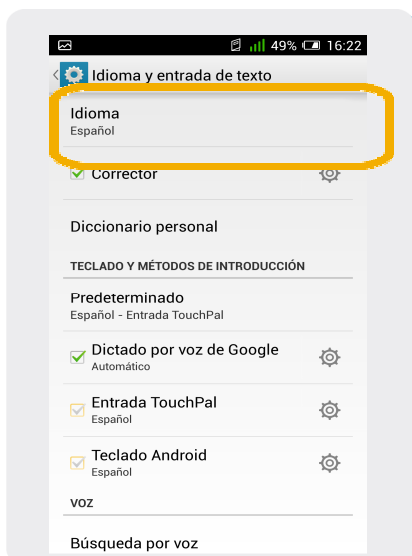 49% 16:22
Idioma y entrada de texto
Idioma
Español
Corrector
Diccionario personal
TECLADO Y MÉTODOS DE INTRODUCCIÓN
Predeterminado
Español - Entrada TouchPal
Dictado por voz de Google
Automático
Entrada TouchPal
Español
Teclado Android
Español
VOZ
Búsqueda por voz